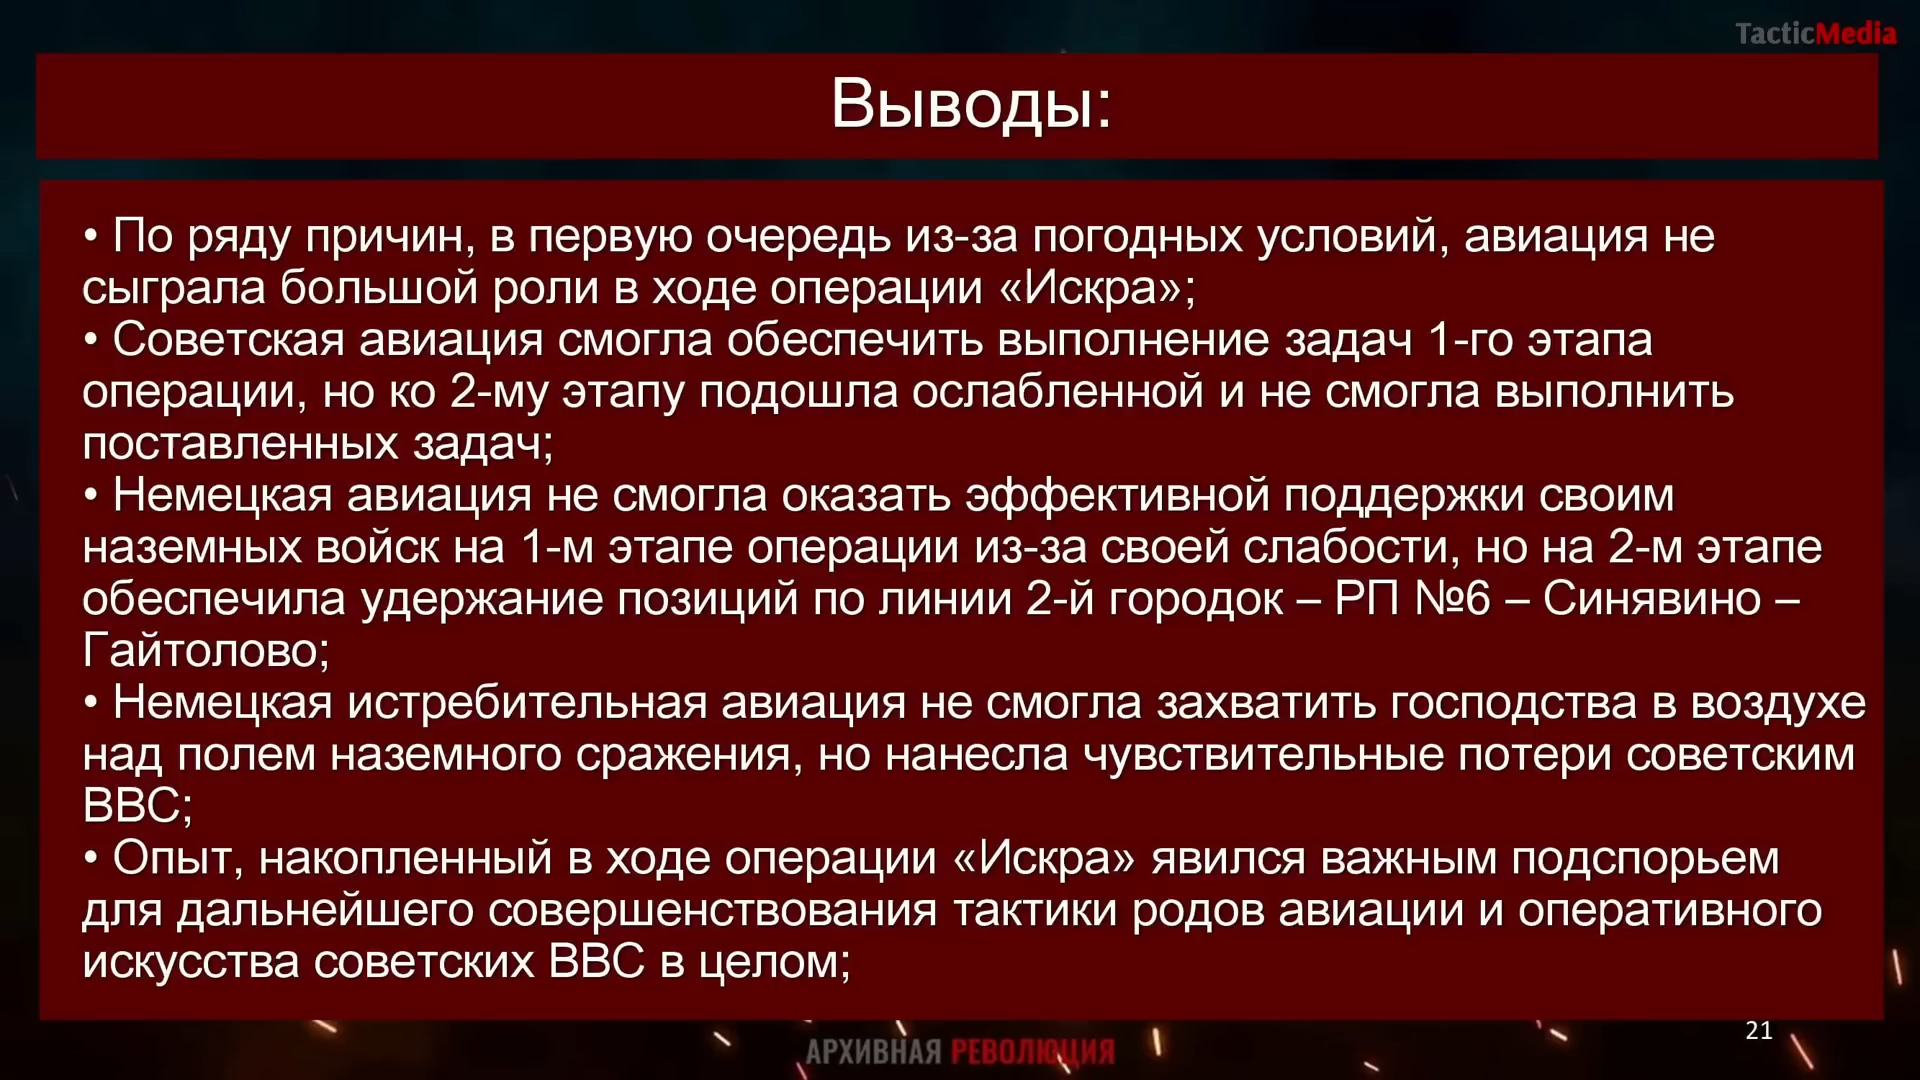 TacticMedia
Выводы:
• По ряду причин, в первую очередь из-за погодных условий, авиация не
сыграла большой роли в ходе операции «Искра»;
• Советская авиация смогла обеспечить выполнение задач 1-го этапа
операции, но ко 2-му этапу подошла ослабленной и не смогла выполнить
поставленных задач;
• Немецкая авиация не смогла оказать эффективной поддержки своим
наземных войск на 1-м этапе операции из-за своей слабости, но на 2-м этапе
обеспечила удержание позиций по линии 2-й городок – РП №6 – Синявино –
Гайтолово;
• Немецкая истребительная авиация не смогла захватить господства в воздухе
над полем наземного сражения, но нанесла чувствительные потери советским
ВВС;
• Опыт, накопленный в ходе операции «Искра» явился важным подспорьем
для дальнейшего совершенствования тактики родов авиации и оперативного
искусства советских ВВС в целом;
21
АРХИВНАЯ РЕВОЛЮЦИЯ